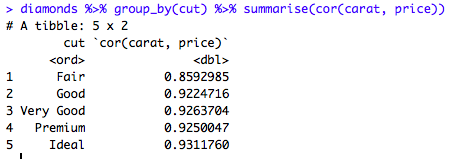 > diamonds %>% group_by(cut) %>% summarise(cor(carat, price))
# A tibble: 5 x 2
        cut `cor(carat, price)`
      <ord>               <dbl>
1      Fair           0.8592985
2      Good           0.9224716
3 Very Good           0.9263704
4   Premium           0.9250047
5     Ideal           0.9311760